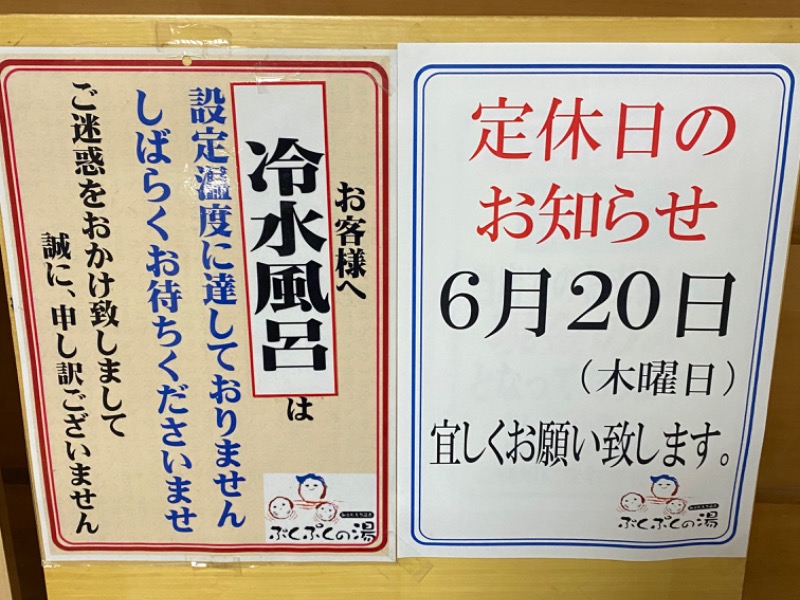 お客様へ
冷水風呂は
設定温度に達しておりません
しばらくお待ちくださいませ
ご迷惑をおかけ致しまして
誠に、申し訳ございません
ぷくぷくの湯
定休日の
お知らせ
6月20日
(木曜日)
宜しくお願い致します。
ぷくぷくの湯